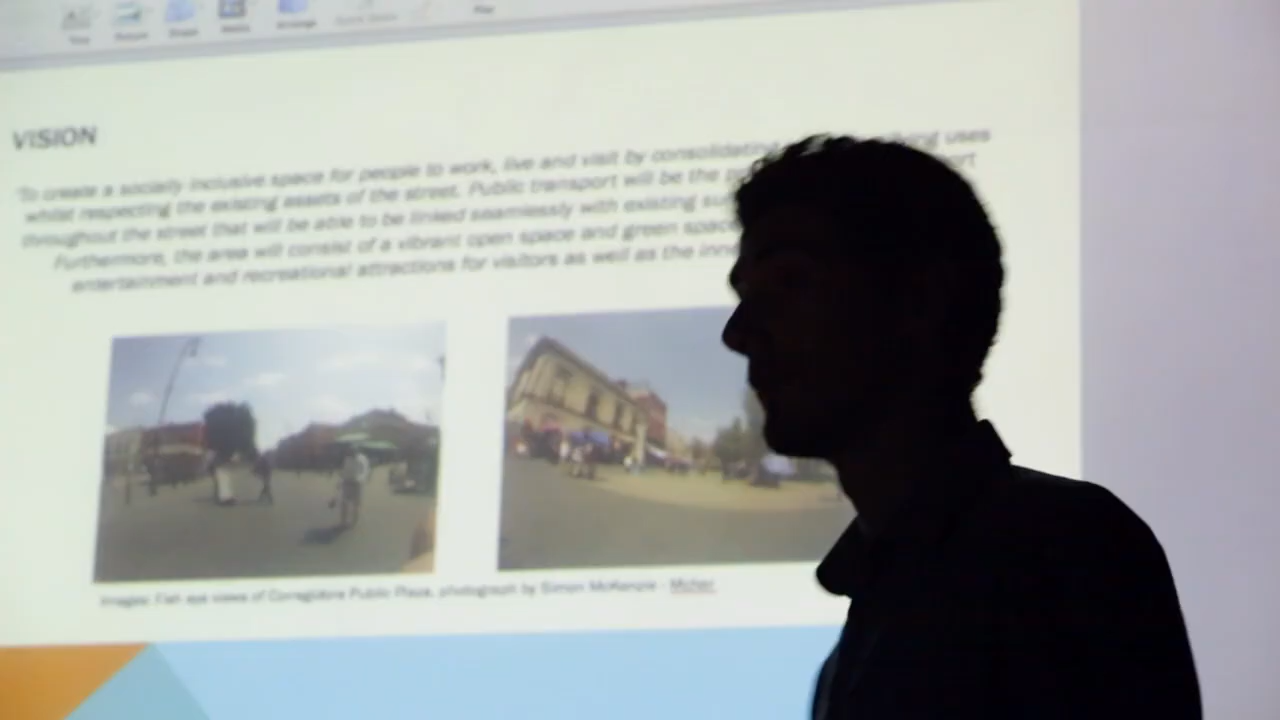 VISION
To create a socially inclusive space for people to work, live and visit by consolidating uses
whilst respecting the existing assets of the street. Public transport will be the
throughout the street that will be able to be linked seamlessly with existing
Furthermore, the area will consist of a vibrant open space and green space
entertainment and recreational attractions for visitors as well as the
Images: Fish eye views of Corregidora Public Plaza, photograph by Simon McKenzie -